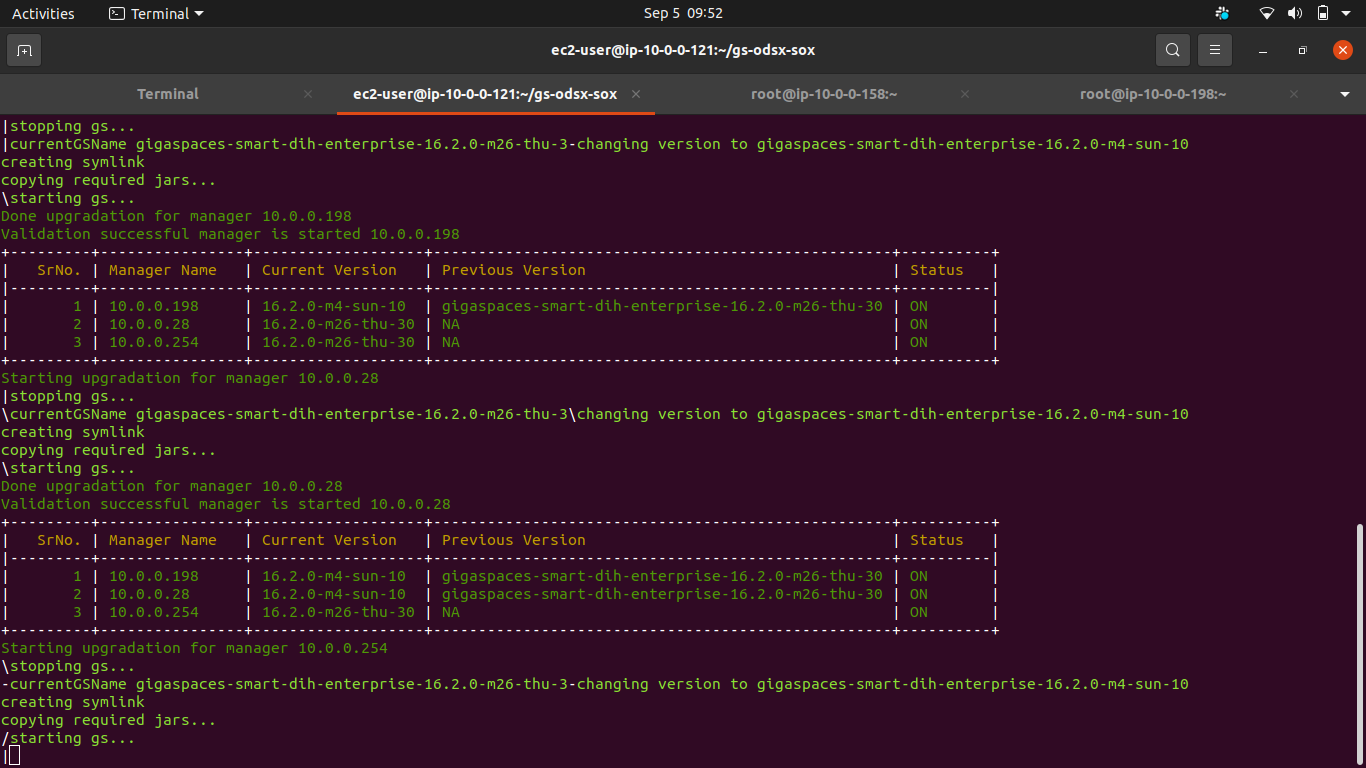 Activities Terminal Sep 5 09:52
ec2-user@ip-10-0-0-121:~/gs-odsx-sox
Terminal × ec2-user@ip-10-0-0-121:~/gs-odsx-sox × root@ip-10-0-0-158:~ × root@ip-10-0-0-198:~ ×
|stopping gs...
|currentGSName gigaspaces-smart-dih-enterprise-16.2.0-m26-thu-3-changing version to gigaspaces-smart-dih-enterprise-16.2.0-m4-sun-10
creating symlink
copying required jars...
\starting gs...
Done upgradation for manager 10.0.0.198
Validation successful manager is started 10.0.0.198
+---------+----------------+-------------------+---------------------------------------------------+----------+
|   SrNo. | Manager Name   | Current Version   | Previous Version                                  | Status   |
|---------+----------------+-------------------+---------------------------------------------------+----------|
|       1 | 10.0.0.198     | 16.2.0-m4-sun-10  | gigaspaces-smart-dih-enterprise-16.2.0-m26-thu-30 | ON       |
|       2 | 10.0.0.28      | 16.2.0-m26-thu-30 | NA                                                | ON       |
|       3 | 10.0.0.254     | 16.2.0-m26-thu-30 | NA                                                | ON       |
+---------+----------------+-------------------+---------------------------------------------------+----------+
Starting upgradation for manager 10.0.0.28
|stopping gs...
\currentGSName gigaspaces-smart-dih-enterprise-16.2.0-m26-thu-3\changing version to gigaspaces-smart-dih-enterprise-16.2.0-m4-sun-10
creating symlink
copying required jars...
\starting gs...
Done upgradation for manager 10.0.0.28
Validation successful manager is started 10.0.0.28
+---------+----------------+-------------------+---------------------------------------------------+----------+
|   SrNo. | Manager Name   | Current Version   | Previous Version                                  | Status   |
|---------+----------------+-------------------+---------------------------------------------------+----------|
|       1 | 10.0.0.198     | 16.2.0-m4-sun-10  | gigaspaces-smart-dih-enterprise-16.2.0-m26-thu-30 | ON       |
|       2 | 10.0.0.28      | 16.2.0-m4-sun-10  | gigaspaces-smart-dih-enterprise-16.2.0-m26-thu-30 | ON       |
|       3 | 10.0.0.254     | 16.2.0-m26-thu-30 | NA                                                | ON       |
+---------+----------------+-------------------+---------------------------------------------------+----------+
Starting upgradation for manager 10.0.0.254
\stopping gs...
-currentGSName gigaspaces-smart-dih-enterprise-16.2.0-m26-thu-3-changing version to gigaspaces-smart-dih-enterprise-16.2.0-m4-sun-10
creating symlink
copying required jars...
/starting gs...
|